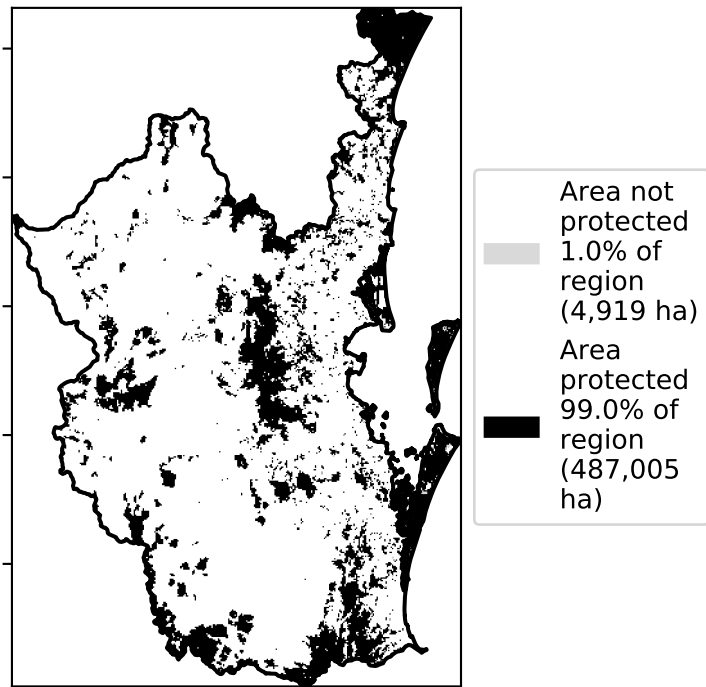 Area not
protected
1.0% of
region
(4,919 ha)
Area
protected
99.0% of
region
(487,005
ha)